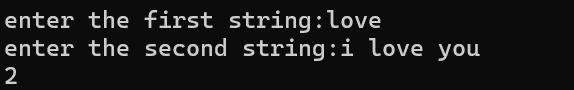 enter the first string:love
enter the second string:i love you
2